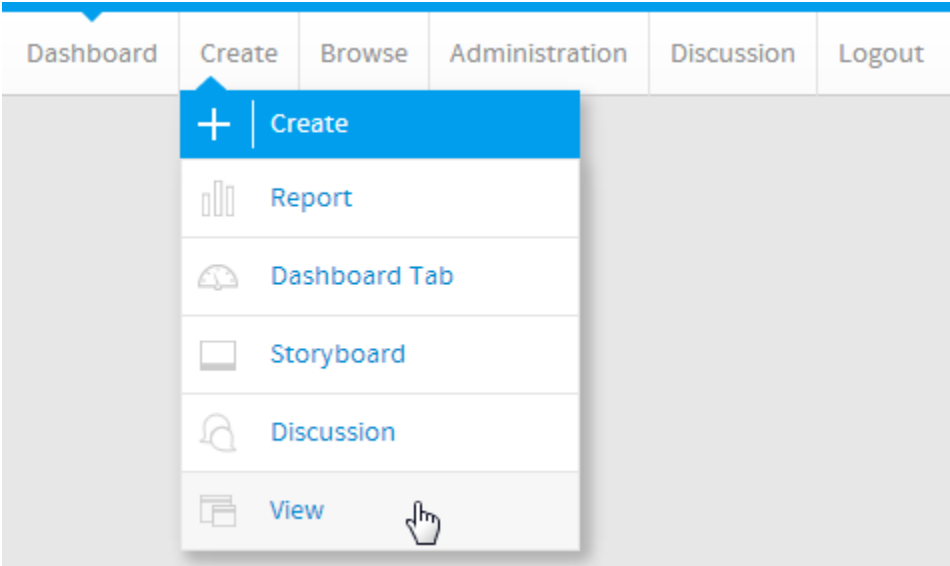 Dashboard Create Browse Administration Discussion Logout
Create
Report
Dashboard Tab
Storyboard
Discussion
View